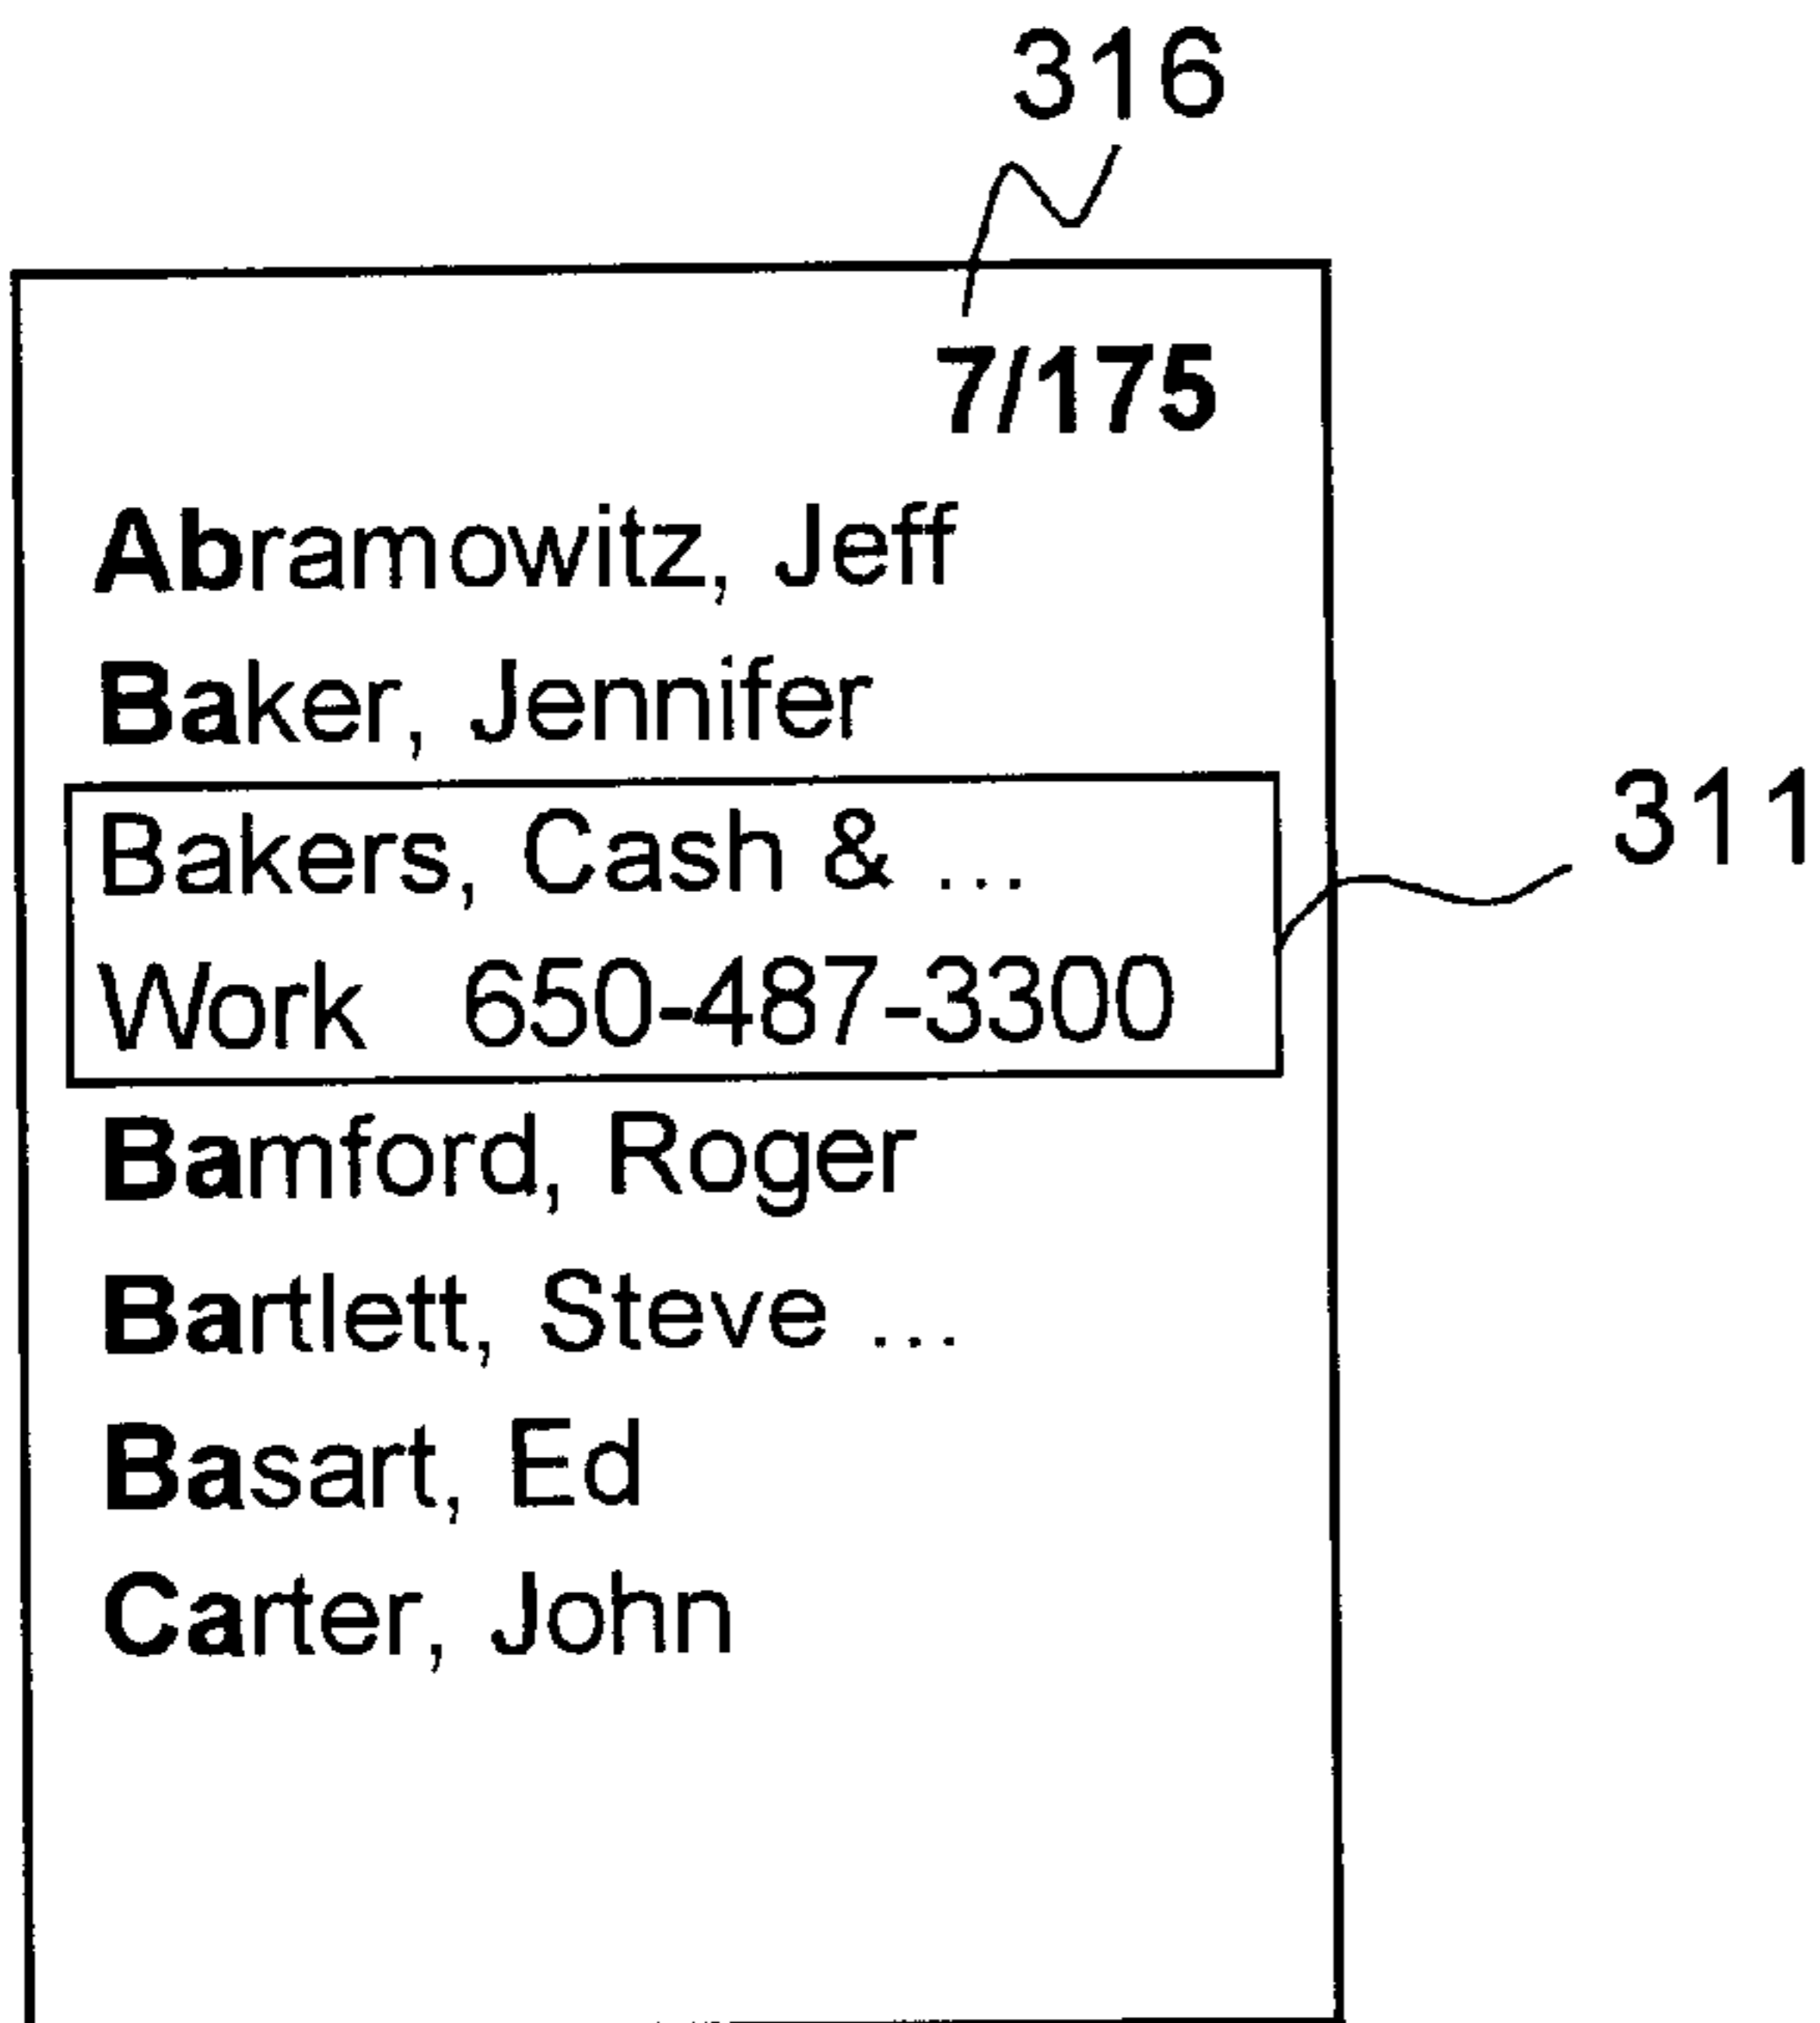 316
7/175
Abramowitz, Jeff
Baker, Jennifer
Bakers, Cash & ...
311
Work 650-487-3300
Bamford, Roger
Bartlett, Steve ...
Basart, Ed
Carter, John